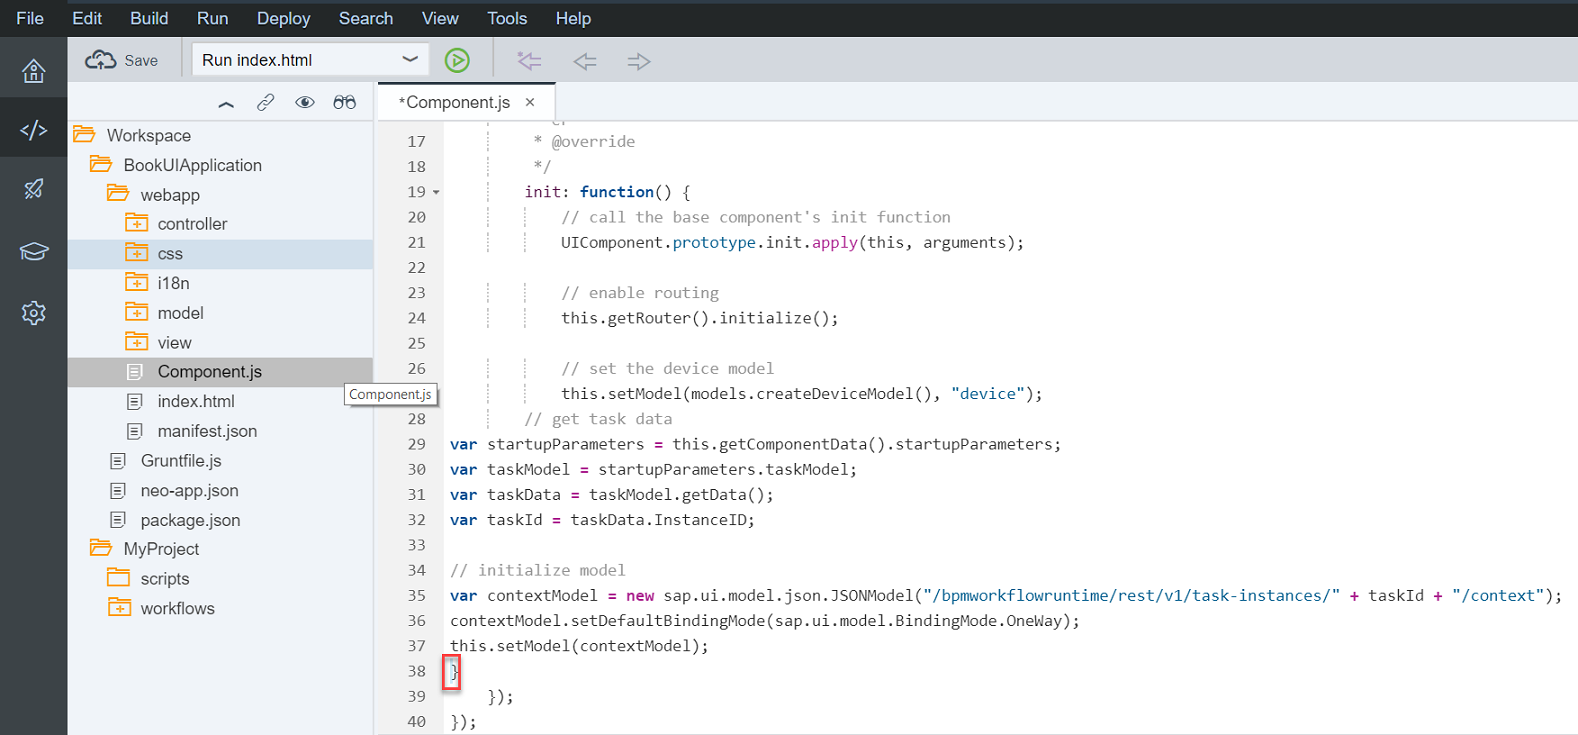 File Edit Build Run Deploy Search View Tools Help
Save Run index.html
*Component.js ×
Workspace
BookUIApplication
webapp
controller
css
i18n
model
view
Component.js
Component.js
index.html
manifest.json
Gruntfile.js
neo-app.json
package.json
MyProject
scripts
workflows
17 * @override
18 */
19 init: function() {
20 // call the base component's init function
21 UIComponent.prototype.init.apply(this, arguments);
22
23 // enable routing
24 this.getRouter().initialize();
25
26 // set the device model
this.setModel(models.createDeviceModel(), "device");
28 // get task data
29 var startupParameters = this.getComponentData().startupParameters;
30 var taskModel = startupParameters.taskModel;
31 var taskData = taskModel.getData();
32 var taskId = taskData.InstanceID;
33
34 // initialize model
35 var contextModel = new sap.ui.model.json.JSONModel("/bpmworkflowruntime/rest/v1/task-instances/" + taskId + "/context");
36 contextModel.setDefaultBindingMode(sap.ui.model.BindingMode.OneWay);
37 this.setModel(contextModel);
38 }
39 });
40 });